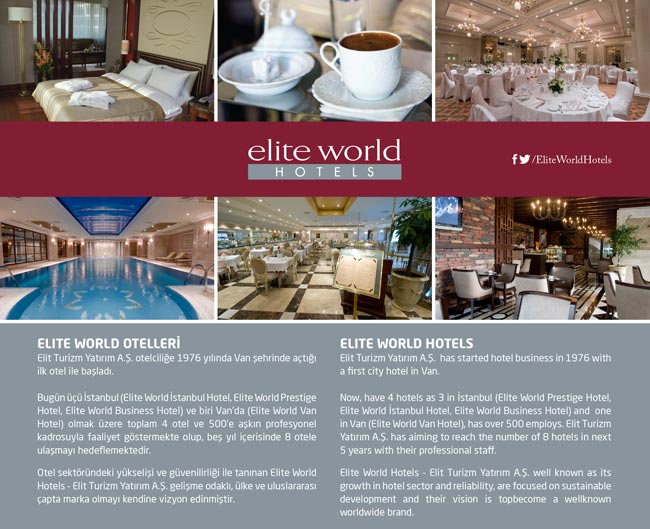 elite world
HOTELS
/EliteWorldHotels
ELITE WORLD OTELLERİ
Elit Turizm Yatırım A.Ş. otelciliğe 1976 yılında Van şehrinde açtığı
ilk otel ile başladı.
Bugün üçü İstanbul (Elite World İstanbul Hotel, Elite World Prestige
Hotel, Elite World Business Hotel) ve biri Van'da (Elite World Van
Hotel) olmak üzere toplam 4 otel ve 500'e aşkın profesyonel
kadrosuyla faaliyet göstermekte olup, beş yıl içerisinde 8 otele
ulaşmayı hedeflemektedir.
Otel sektöründeki yükselişi ve güvenilirliği ile tanınan Elite World
Hotels - Elit Turizm Yatırım A.Ş. gelişme odaklı, ülke ve uluslararası
çapta marka olmayı kendine vizyon edinmiştir.
ELITE WORLD HOTELS
Elit Turizm Yatırım A.Ş. has started hotel business in 1976 with
a first city hotel in Van.
Now, have 4 hotels as 3 in İstanbul (Elite World Prestige Hotel,
Elite World İstanbul Hotel, Elite World Business Hotel) and one
in Van (Elite World Van Hotel), has over 500 employs. Elit Turizm
Yatırım A.Ş. has aiming to reach the number of 8 hotels in next
5 years with their professional staff.
Elite World Hotels - Elit Turizm Yatırım A.Ş. well known as its
growth in hotel sector and reliability, are focused on sustainable
development and their vision is topbecome a wellknown
worldwide brand.